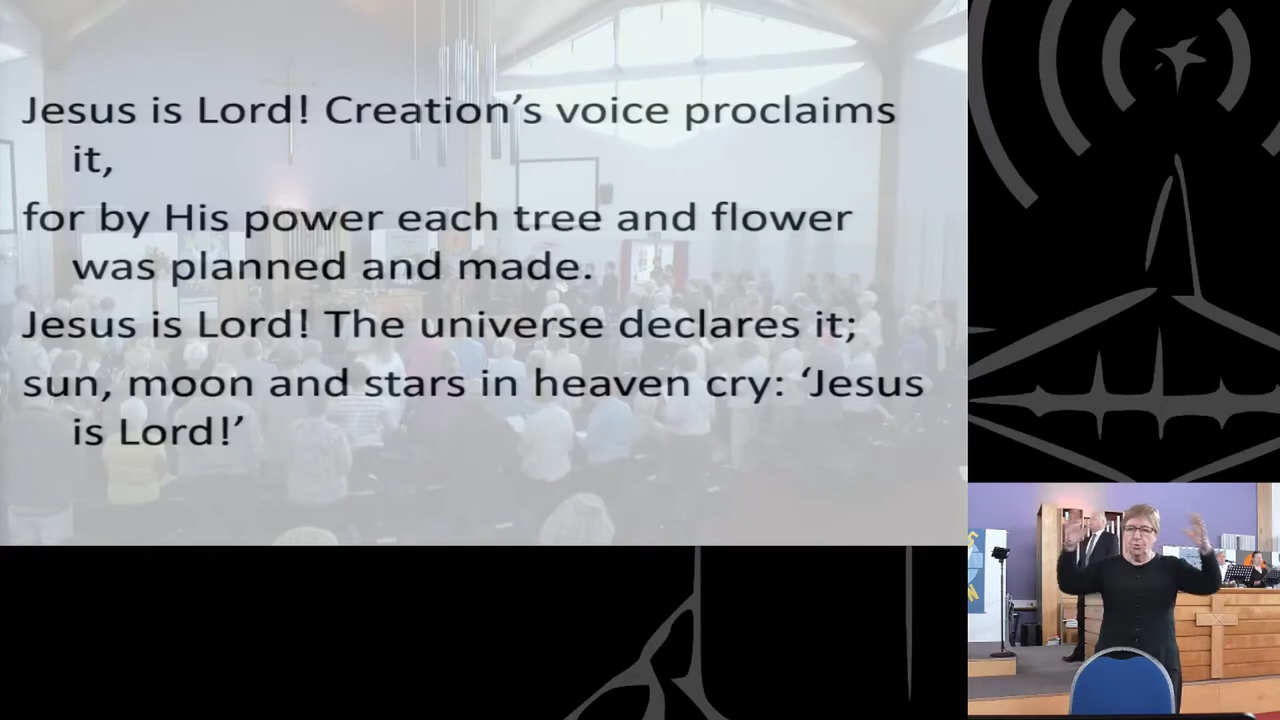 Jesus is Lord! Creation’s voice proclaims
it,
for by His power each tree and flower
was planned and made.
Jesus is Lord! The universe declares it;
sun, moon and stars in heaven cry: ‘Jesus
is Lord!’